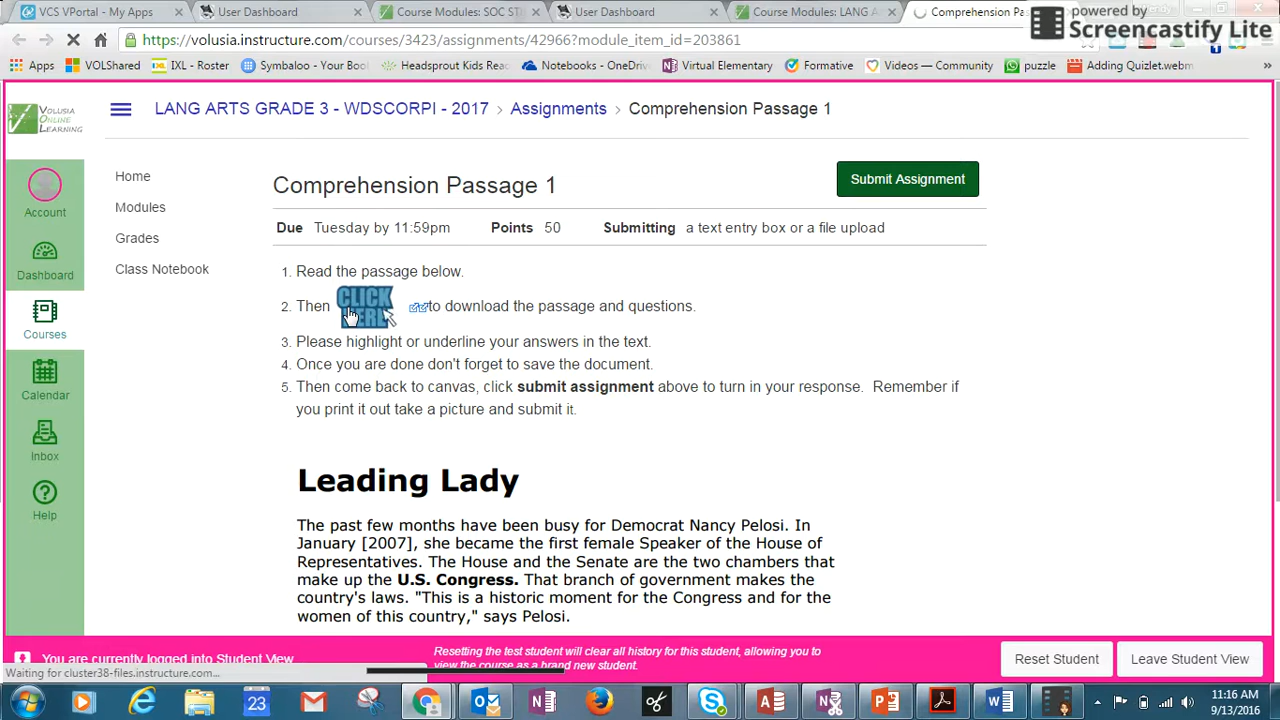 VCS VPortal - My Apps
User Dashboard
Course Modules: SOC ST
User Dashboard
Course Modules: LANG A
Comprehension Pa
powered by
Screencastify Lite
https://volusia.instructure.com
module_item_id=203861
Apps
VOLShared
IXL - Roster
Symbaloo - Your Boo
Houghton
out Kids Read
Notebooks - OneDrive
Virtual Elementary
Formative
Videos — Community
puzzle
Adding Quizlet.webm
VOLUSIA
ONLINE
LEARNING
LANG ARTS GRADE 3 - WDSCORPI - 2017 › Assignments › Comprehension Passage 1
Account
Dashboard
Courses
Calendar
Inbox
Help
Home
Modules
Grades
Class Notebook
Comprehension Passage 1
Submit Assignment
Due Tuesday by 11:59pm Points 50 Submitting a text entry box or a file upload
1. Read the passage below.
2. Then CLICK HERE to download the passage and questions.
3. Please highlight or underline your answers in the text.
4. Once you are done don't forget to save the document.
5. Then come back to canvas, click submit assignment above to turn in your response. Remember if
you print it out take a picture and submit it.
Leading Lady
The past few months have been busy for Democrat Nancy Pelosi. In
January [2007], she became the first female Speaker of the House of
Representatives. The House and the Senate are the two chambers that
make up the U.S. Congress. That branch of government makes the
country's laws. "This is a historic moment for the Congress and for the
women of this country," says Pelosi.
You are currently logged into Student View
Resetting the test student will clear all history for this student, allowing you to
view the course as a brand new student.
Reset Student
Leave Student View
Waiting for cluster38-files.instructure.com...
23
11:16 AM
9/13/2016